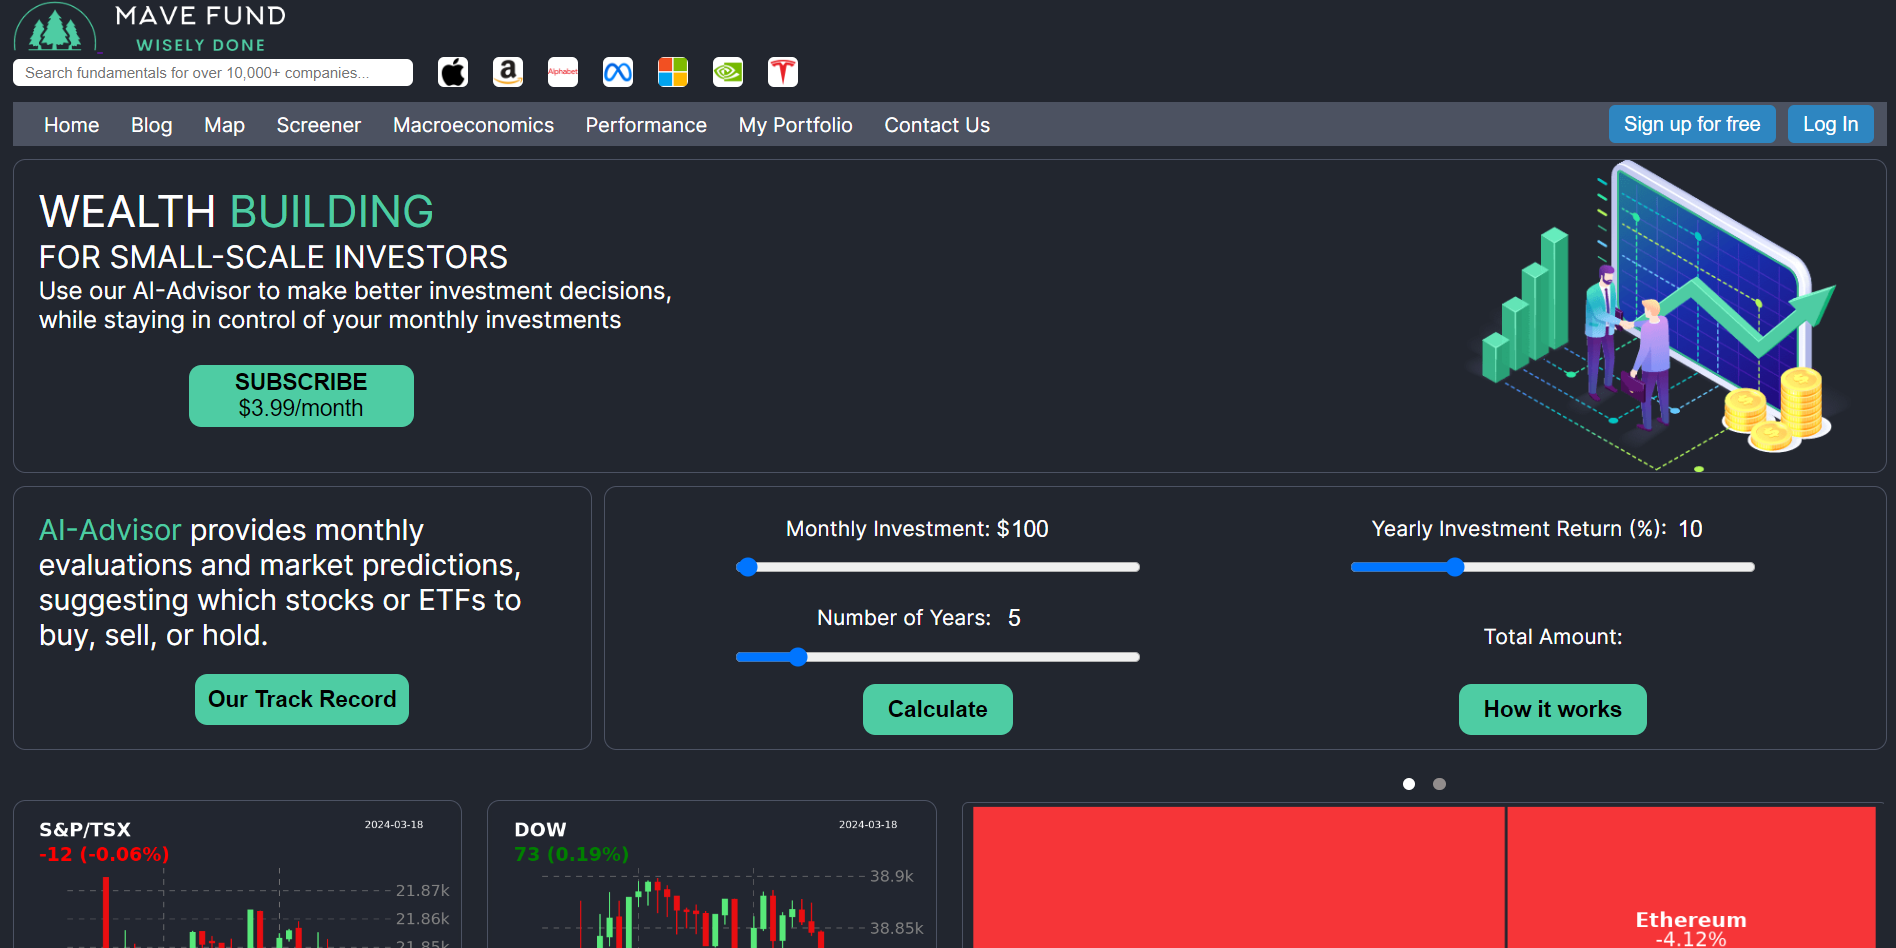 MAVE FUND
WISELY DONE
Search fundamentals for over 10,000+ companies...
a
Alphabet
Home Blog Map Screener Macroeconomics Performance My Portfolio Contact Us
Sign up for free Log In
WEALTH BUILDING
FOR SMALL-SCALE INVESTORS
Use our AI-Advisor to make better investment decisions,
while staying in control of your monthly investments
SUBSCRIBE
$3.99/month
AI-Advisor provides monthly
evaluations and market predictions,
suggesting which stocks or ETFs to
buy, sell, or hold.
Our Track Record
Monthly Investment: $100
Yearly Investment Return (%): 10
Number of Years: 5
Total Amount:
Calculate
How it works
S&P/TSX 2024-03-18
-12 (-0.06%)
21.87k
21.86k
21.85k
DOW 2024-03-18
73 (0.19%)
38.9k
38.85k
Ethereum
-4.12%